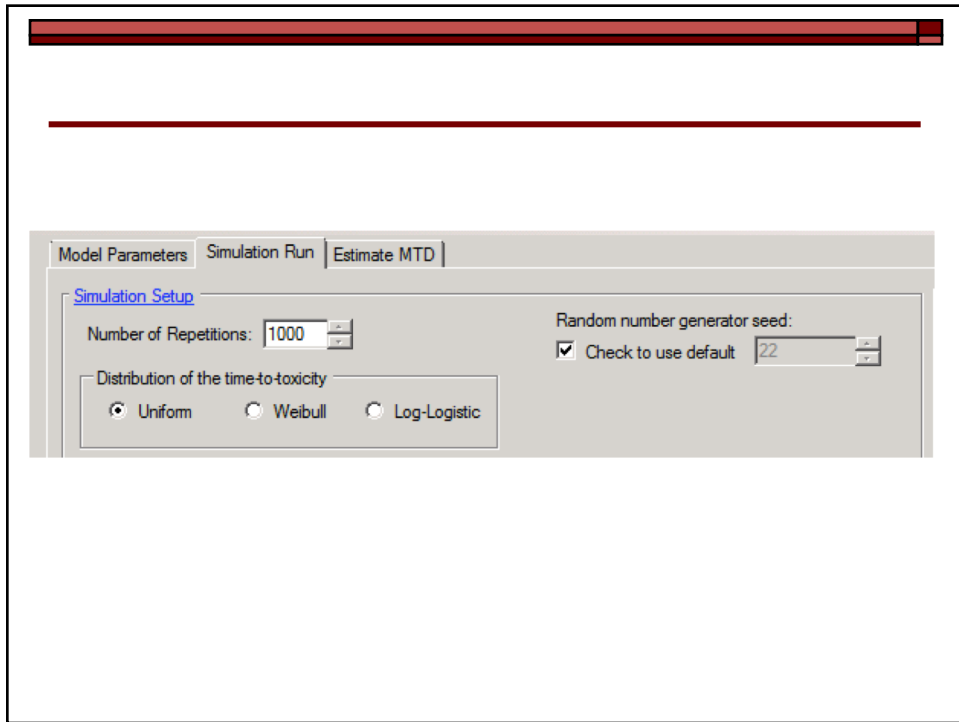 Model Parameters Simulation Run Estimate MTD
Simulation Setup
Number of Repetitions: 1000
Random number generator seed:
Check to use default 22
Distribution of the time-to-toxicity
Uniform Weibull Log-Logistic